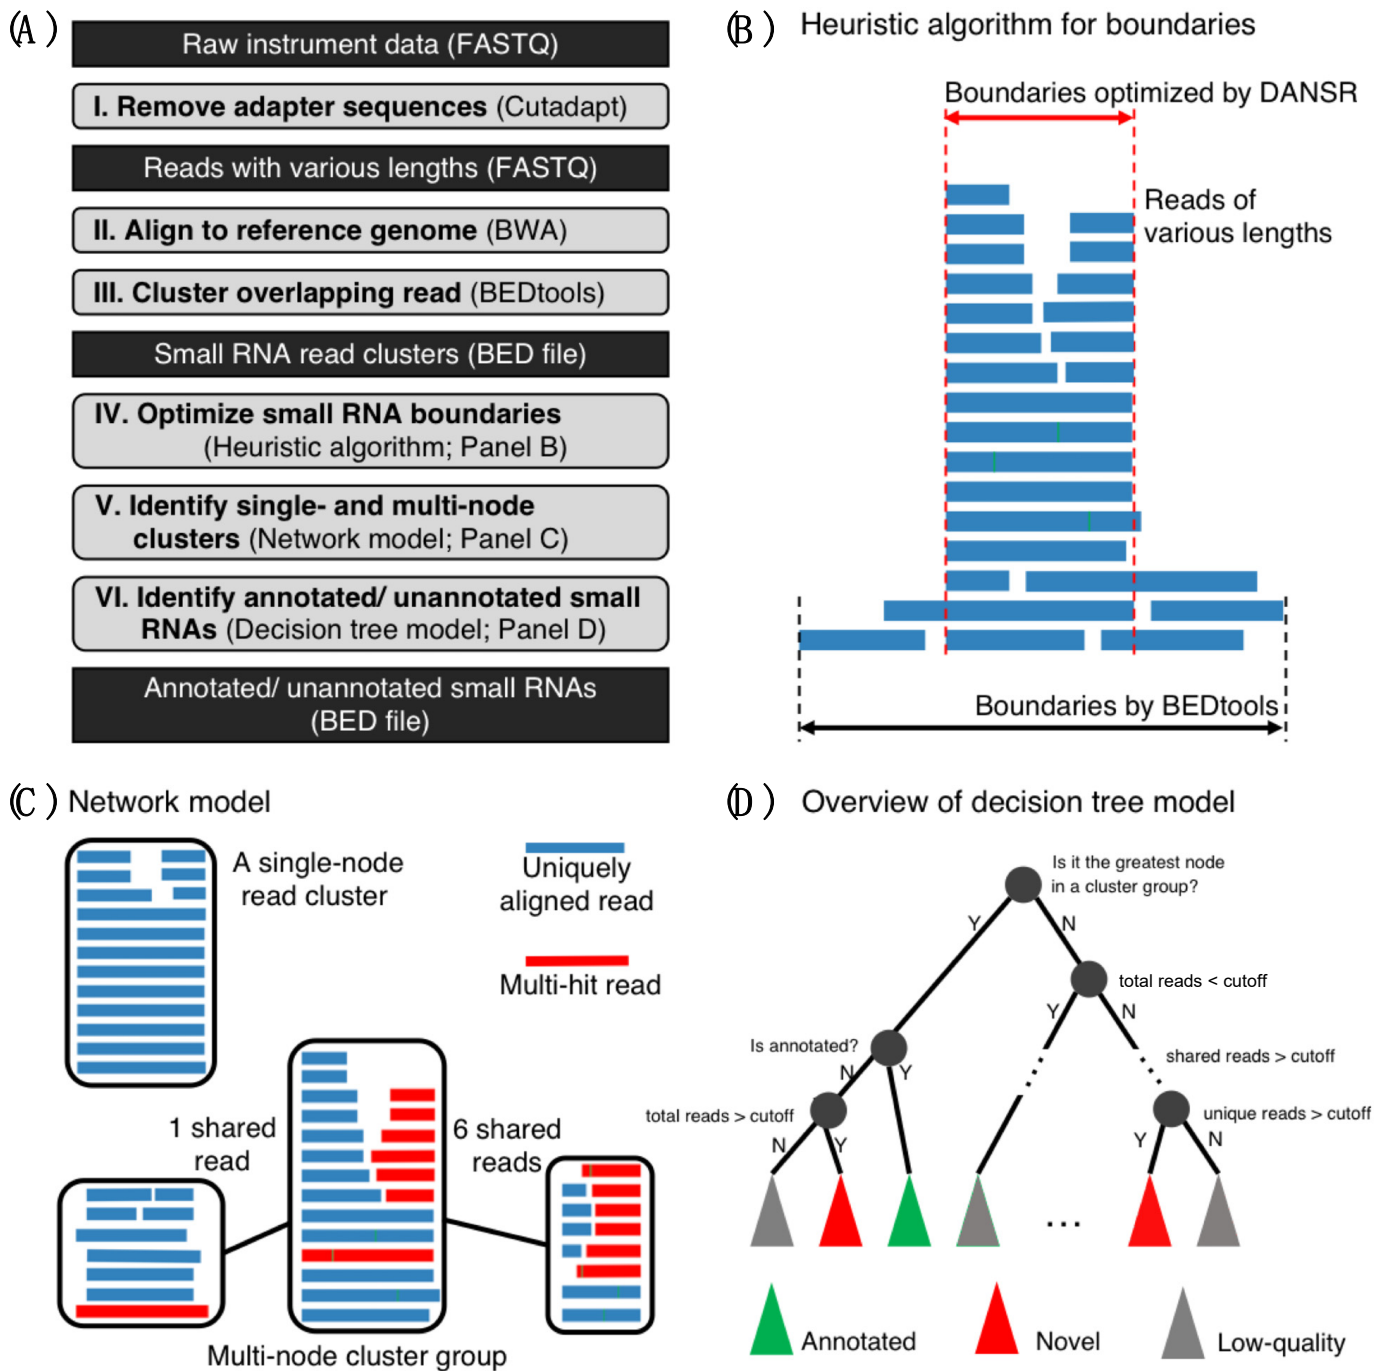 (A)
Raw instrument data (FASTQ)
I. Remove adapter sequences (Cutadapt)
Reads with various lengths (FASTQ)
II. Align to reference genome (BWA)
III. Cluster overlapping read (BEDtools)
Small RNA read clusters (BED file)
IV. Optimize small RNA boundaries
(Heuristic algorithm; Panel B)
V. Identify single- and multi-node
clusters (Network model; Panel C)
VI. Identify annotated/ unannotated small
RNAs (Decision tree model; Panel D)
Annotated/ unannotated small RNAs
(BED file)
(B) Heuristic algorithm for boundaries
Boundaries optimized by DANSR
Reads of
various lengths
Boundaries by BEDtools
(C) Network model
A single-node
read cluster
Uniquely
aligned read
Multi-hit read
1 shared
read
6 shared
reads
Multi-node cluster group
(D) Overview of decision tree model
Is it the greatest node
in a cluster group?
Y
N
total reads < cutoff
Y
N
Is annotated?
N
Y
shared reads > cutoff
total reads > cutoff
unique reads > cutoff
N
Y
Y
N
...
Annotated
Novel
Low-quality